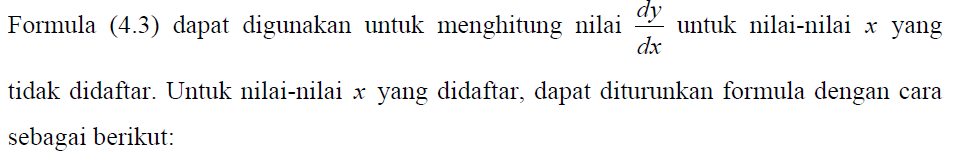 Formula (4.3) dapat digunakan untuk menghitung nilai dy/dx untuk nilai-nilai x yang
tidak didaftar. Untuk nilai-nilai x yang didaftar, dapat diturunkan formula dengan cara
sebagai berikut: